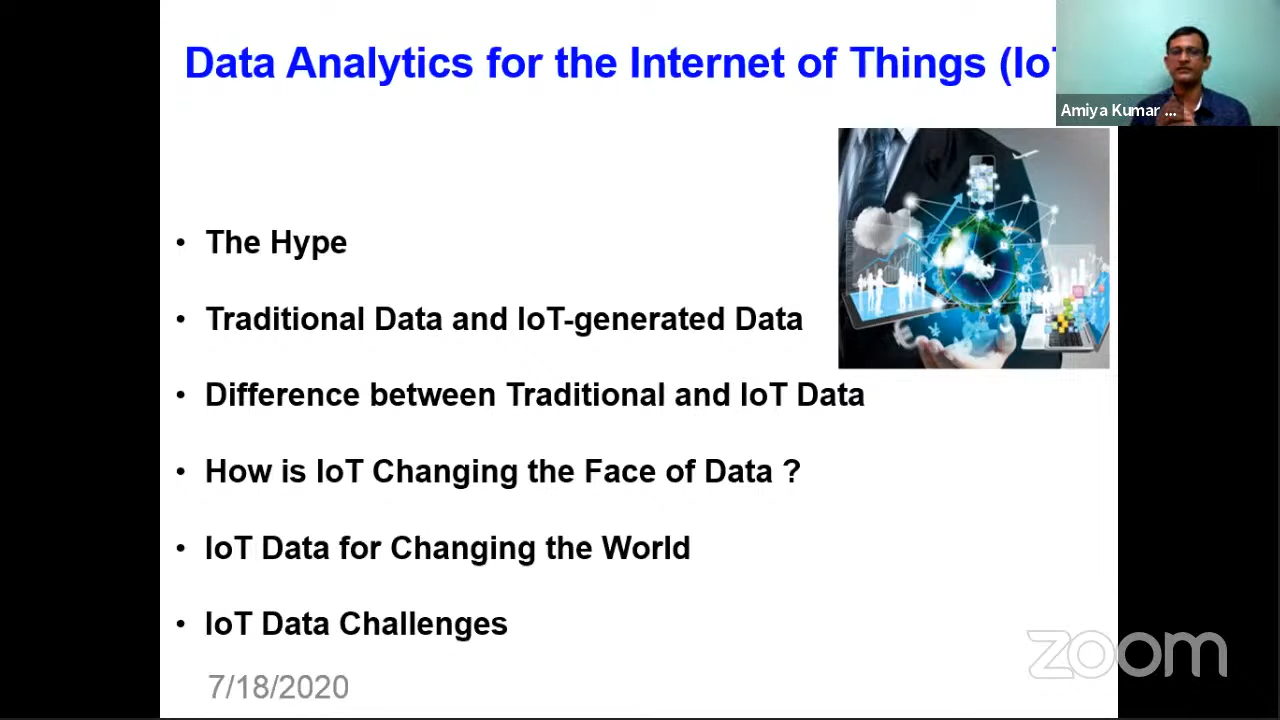 Data Analytics for the Internet of Things (IoT
Amiya Kumar ...
• The Hype
• Traditional Data and IoT-generated Data
• Difference between Traditional and IoT Data
• How is IoT Changing the Face of Data ?
• IoT Data for Changing the World
• IoT Data Challenges
7/18/2020
zoom